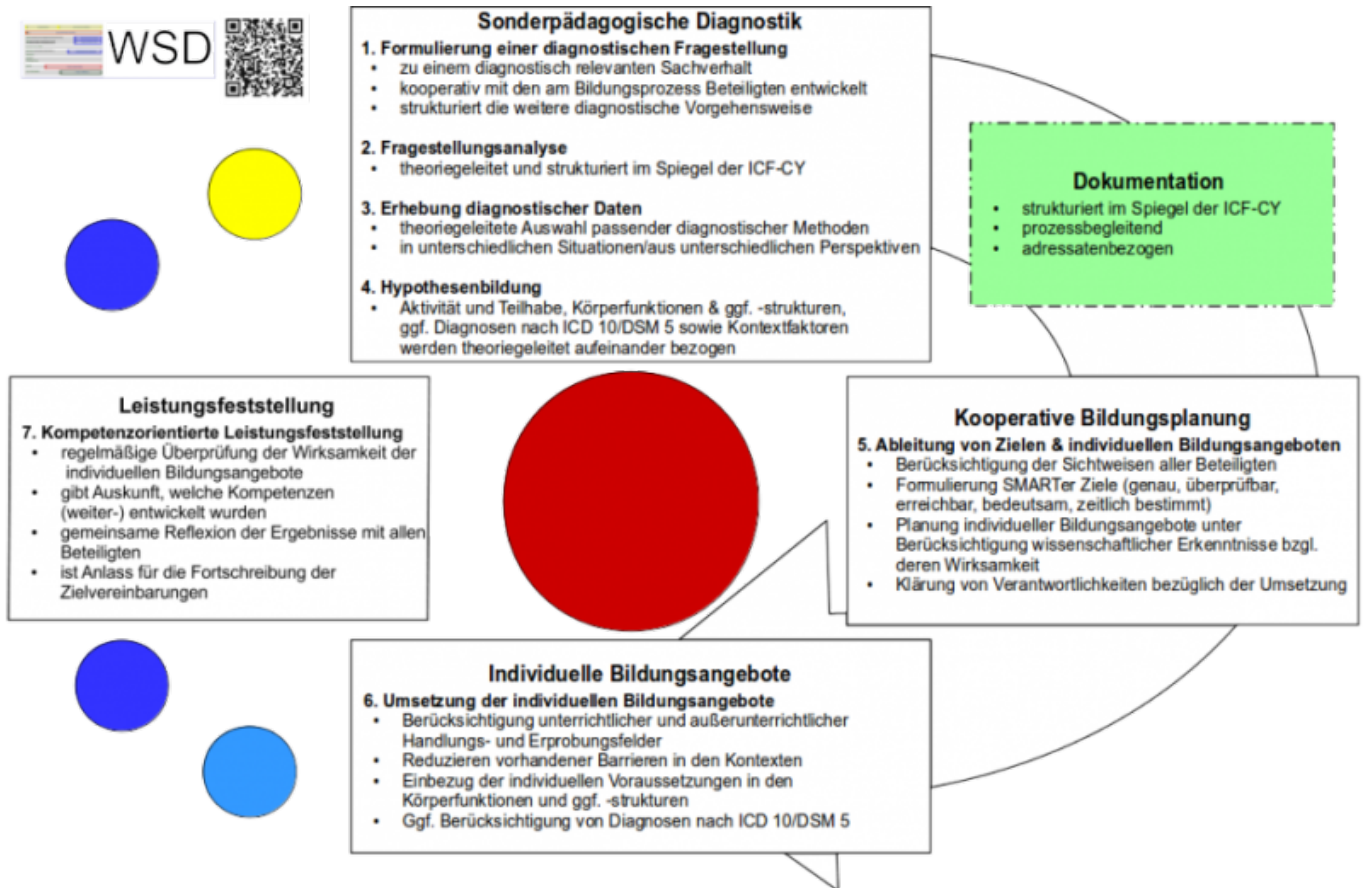 WSD
Sonderpädagogische Diagnostik
1. Formulierung einer diagnostischen Fragestellung
• zu einem diagnostisch relevanten Sachverhalt
• kooperativ mit den am Bildungsprozess Beteiligten entwickelt
• strukturiert die weitere diagnostische Vorgehensweise
2. Fragestellungsanalyse
• theoriegeleitet und strukturiert im Spiegel der ICF-CY
3. Erhebung diagnostischer Daten
• theoriegeleitete Auswahl passender diagnostischer Methoden
• in unterschiedlichen Situationen/aus unterschiedlichen Perspektiven
4. Hypothesenbildung
• Aktivität und Teilhabe, Körperfunktionen & ggf. -strukturen,
ggf. Diagnosen nach ICD 10/DSM 5 sowie Kontextfaktoren
werden theoriegeleitet aufeinander bezogen
Dokumentation
• strukturiert im Spiegel der ICF-CY
• prozessbegleitend
• adressatenbezogen
Leistungsfeststellung
7. Kompetenzorientierte Leistungsfeststellung
• regelmäßige Überprüfung der Wirksamkeit der
individuellen Bildungsangebote
• gibt Auskunft, welche Kompetenzen
(weiter-) entwickelt wurden
• gemeinsame Reflexion der Ergebnisse mit allen
Beteiligten
• ist Anlass für die Fortschreibung der
Zielvereinbarungen
Kooperative Bildungsplanung
5. Ableitung von Zielen & individuellen Bildungsangeboten
• Berücksichtigung der Sichtweisen aller Beteiligten
• Formulierung SMARTer Ziele (genau, überprüfbar,
erreichbar, bedeutsam, zeitlich bestimmt)
• Planung individueller Bildungsangebote unter
Berücksichtigung wissenschaftlicher Erkenntnisse bzgl.
deren Wirksamkeit
• Klärung von Verantwortlichkeiten bezüglich der Umsetzung
Individuelle Bildungsangebote
6. Umsetzung der individuellen Bildungsangebote
• Berücksichtigung unterrichtlicher und außerunterrichtlicher
Handlungs- und Erprobungsfelder
• Reduzieren vorhandener Barrieren in den Kontexten
• Einbezug der individuellen Voraussetzungen in den
Körperfunktionen und ggf. -strukturen
• Ggf. Berücksichtigung von Diagnosen nach ICD 10/DSM 5